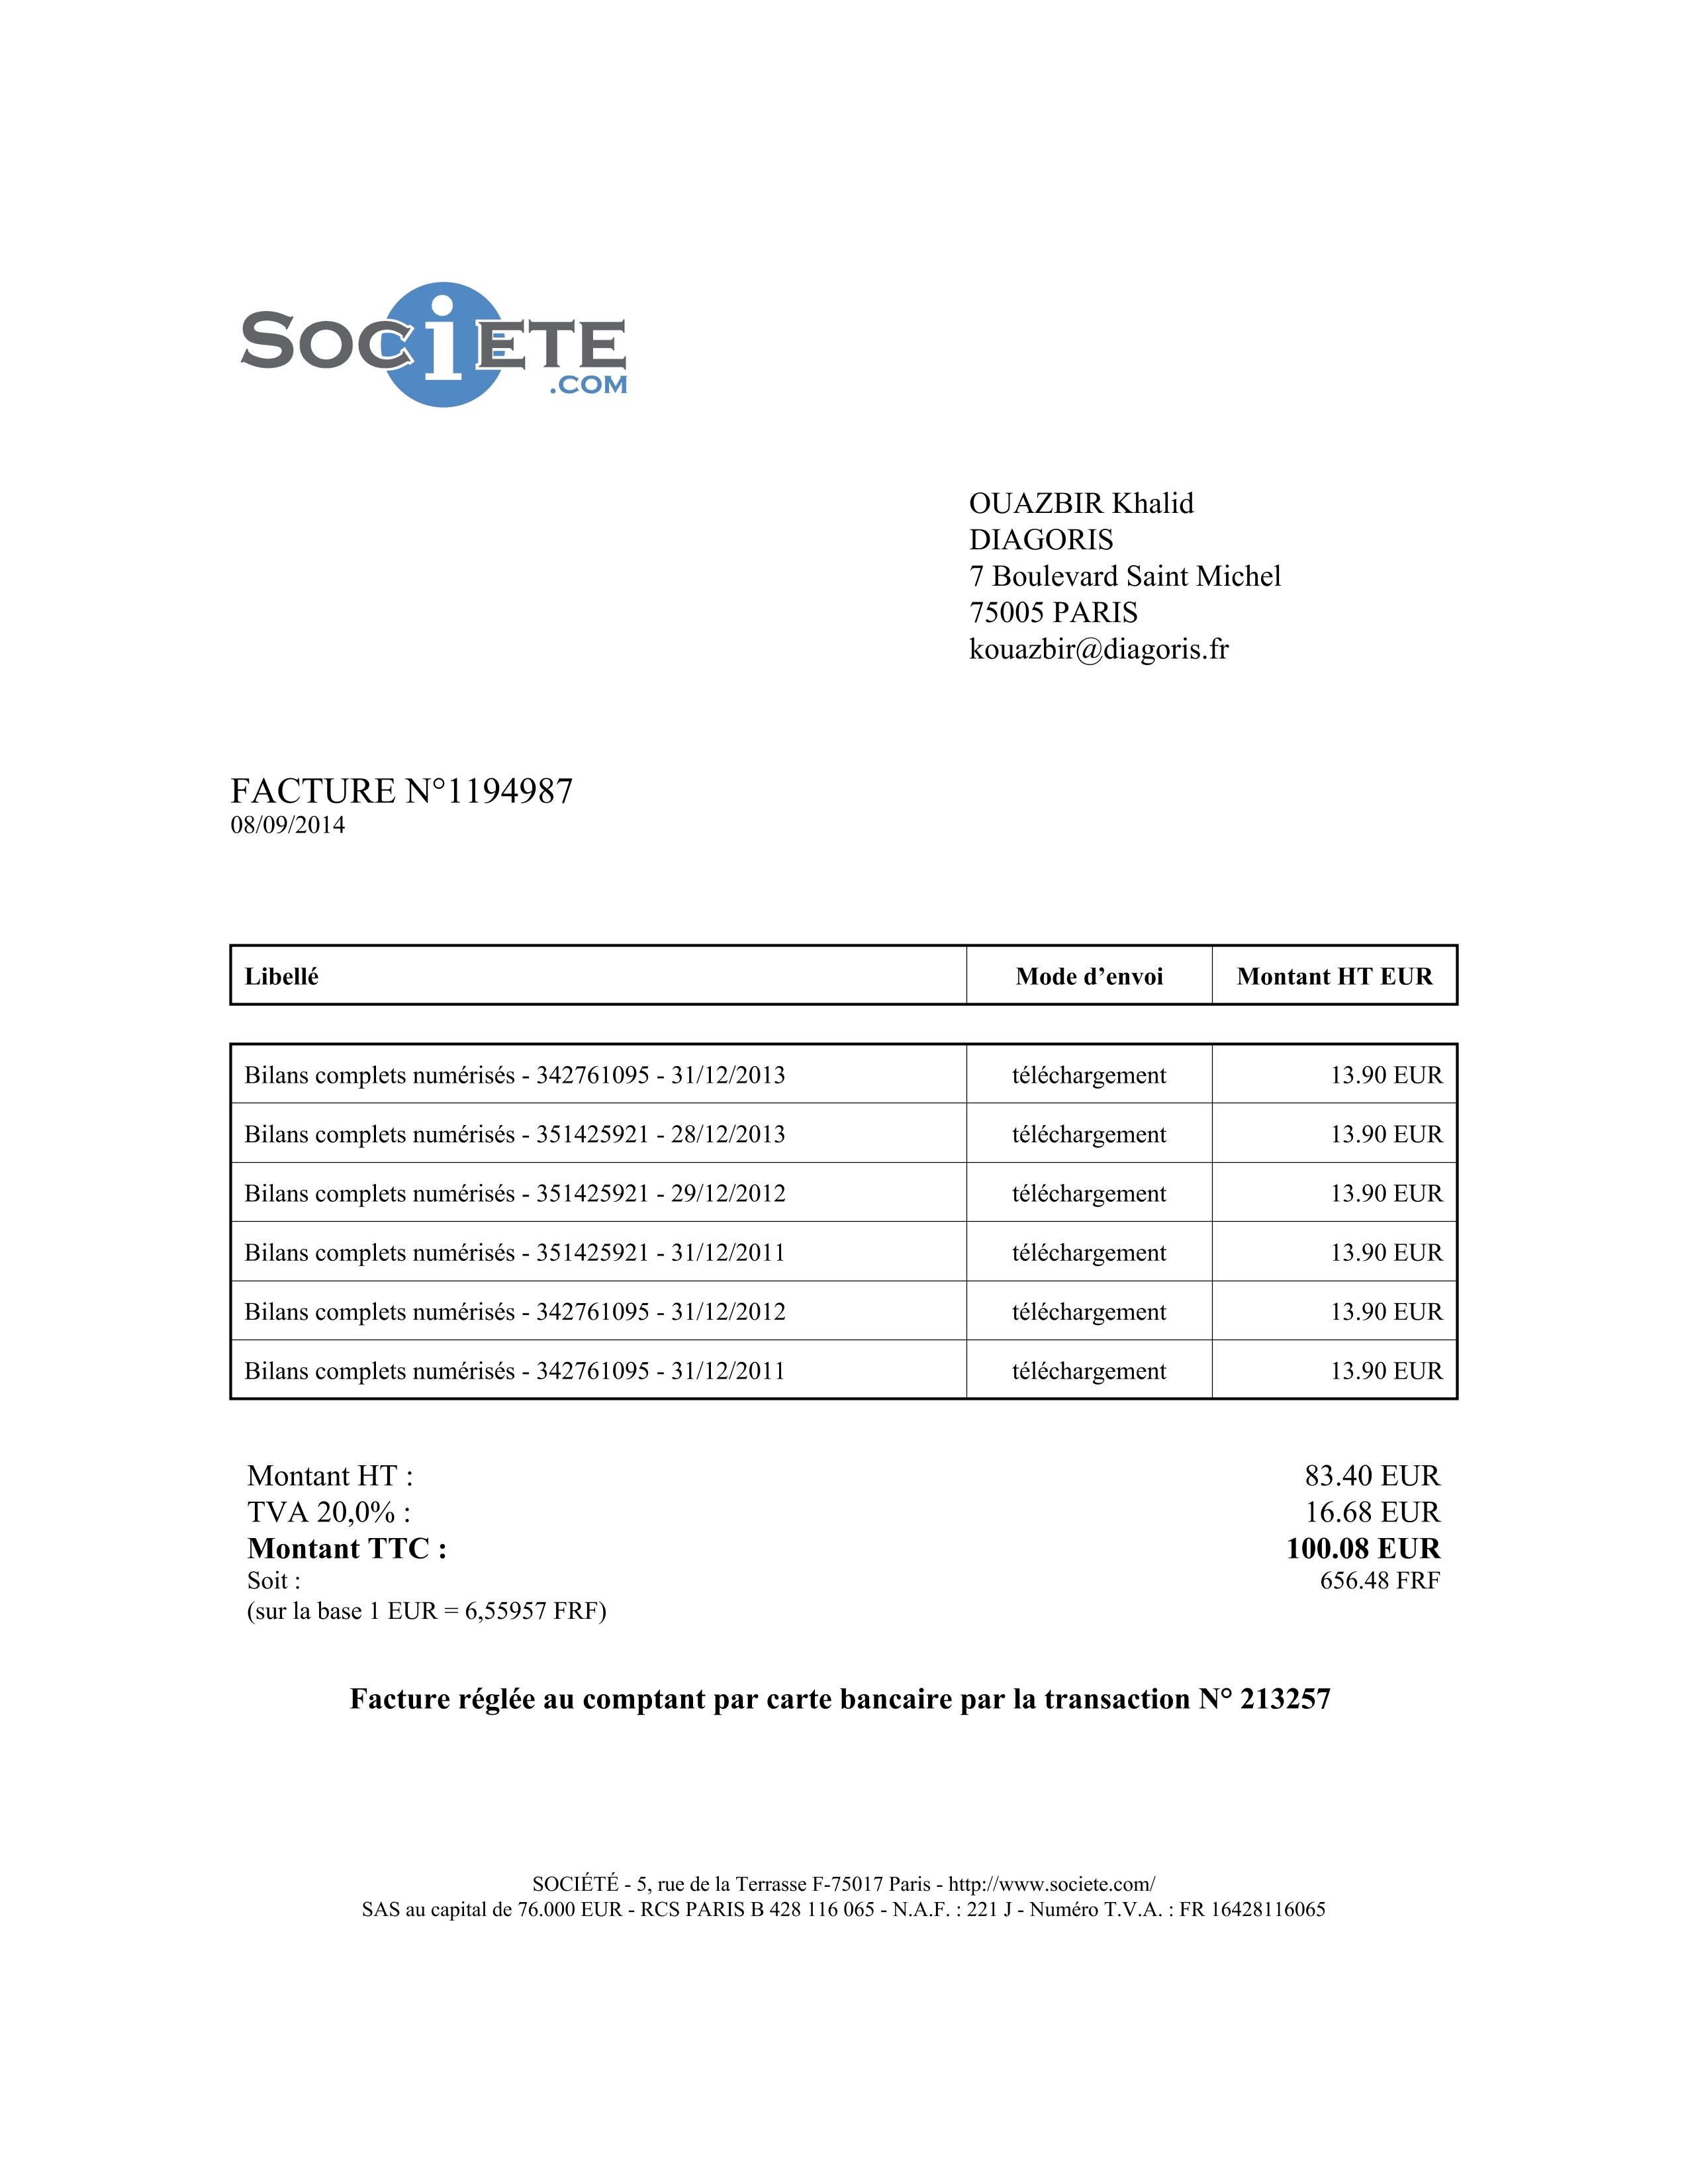 SOCIETE
.COM
OUAZBIR Khalid
DIAGORIS
7 Boulevard Saint Michel
75005 PARIS
kouazbir@diagoris.fr
FACTURE N°1194987
08/09/2014
Libellé Mode d’envoi Montant HT EUR
Bilans complets numérisés - 342761095 - 31/12/2013 téléchargement 13.90 EUR
Bilans complets numérisés - 351425921 - 28/12/2013 téléchargement 13.90 EUR
Bilans complets numérisés - 351425921 - 29/12/2012 téléchargement 13.90 EUR
Bilans complets numérisés - 351425921 - 31/12/2011 téléchargement 13.90 EUR
Bilans complets numérisés - 342761095 - 31/12/2012 téléchargement 13.90 EUR
Bilans complets numérisés - 342761095 - 31/12/2011 téléchargement 13.90 EUR
Montant HT : 83.40 EUR
TVA 20,0% : 16.68 EUR
Montant TTC : 100.08 EUR
Soit : 656.48 FRF
(sur la base 1 EUR = 6,55957 FRF)
Facture réglée au comptant par carte bancaire par la transaction N° 213257
SOCIÉTÉ - 5, rue de la Terrasse F-75017 Paris - http://www.societe.com/
SAS au capital de 76.000 EUR - RCS PARIS B 428 116 065 - N.A.F. : 221 J - Numéro T.V.A. : FR 16428116065